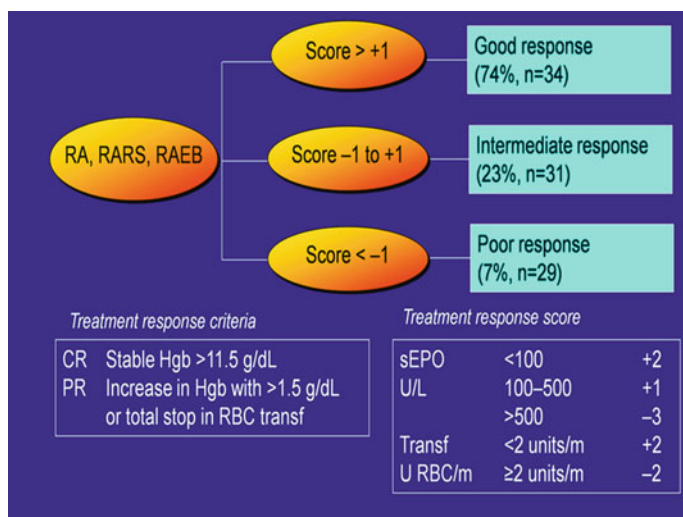 Score > +1
Good response
(74%, n=34)
RA, RARS, RAEB
Score –1 to +1
Intermediate response
(23%, n=31)
Score < –1
Poor response
(7%, n=29)
Treatment response criteria
CR Stable Hgb >11.5 g/dL
PR Increase in Hgb with >1.5 g/dL
or total stop in RBC transf
Treatment response score
sEPO <100 +2
U/L 100–500 +1
>500 –3
Transf <2 units/m +2
U RBC/m ≥2 units/m –2